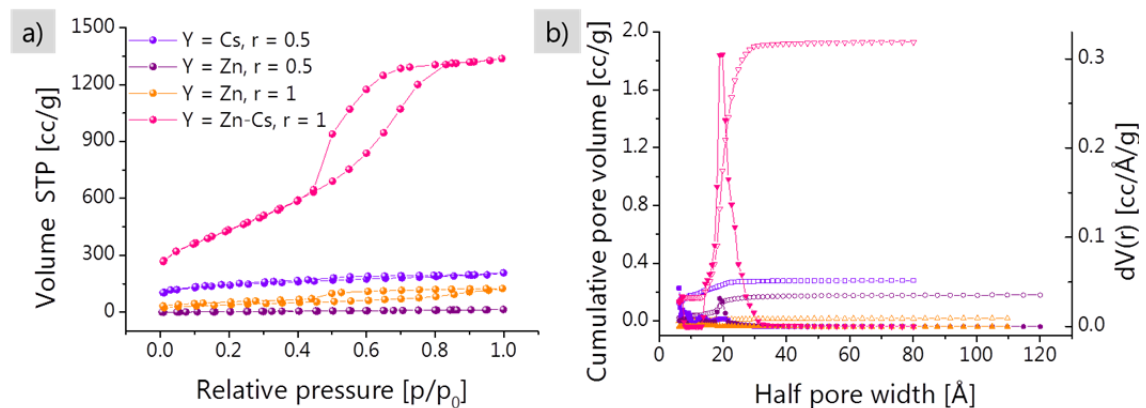 a)
Volume STP [cc/g]
1500
1200
900
600
300
0
Y = Cs, r = 0.5
Y = Zn, r = 0.5
Y = Zn, r = 1
Y = Zn-Cs, r = 1
0.0 0.2 0.4 0.6 0.8 1.0
Relative pressure [p/p0]
b)
Cumulative pore volume [cc/g]
2.0
1.6
1.2
0.8
0.4
0.0
0 20 40 60 80 100 120
Half pore width [Å]
0.3
0.2
0.1
0.0
dV(r) [cc/Å/g]